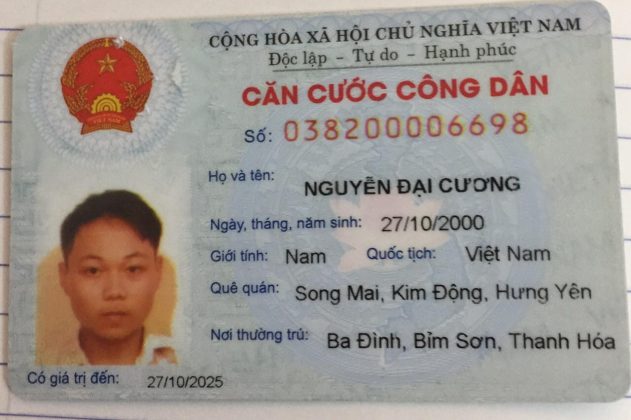 CỘNG HÒA XÃ HỘI CHỦ NGHĨA VIỆT NAM
Độc lập - Tự do - Hạnh phúc
CĂN CƯỚC CÔNG DÂN
Số: 038200006698
Họ và tên: NGUYỄN ĐẠI CƯƠNG
Ngày, tháng, năm sinh: 27/10/2000
Giới tính: Nam Quốc tịch: Việt Nam
Quê quán: Song Mai, Kim Động, Hưng Yên
Nơi thường trú: Ba Đình, Bỉm Sơn, Thanh Hóa
Có giá trị đến: 27/10/2025